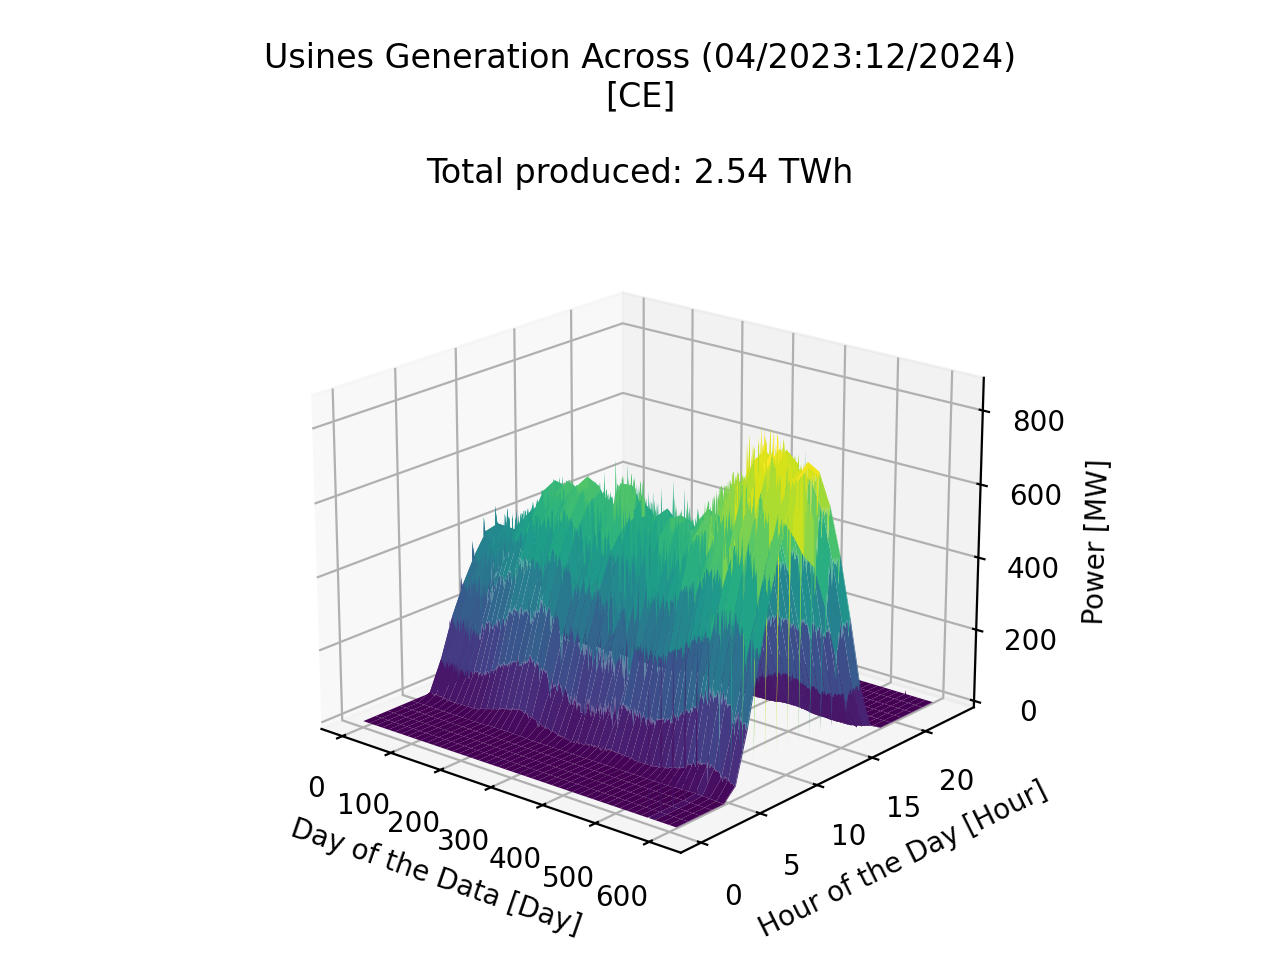 Usines Generation Across (04/2023:12/2024)
[CE]
Total produced: 2.54 TWh
800
600
400
200
0
Power [MW]
0
100
200
300
400
500
600
Day of the Data [Day]
0
5
10
15
20
Hour of the Day [Hour]